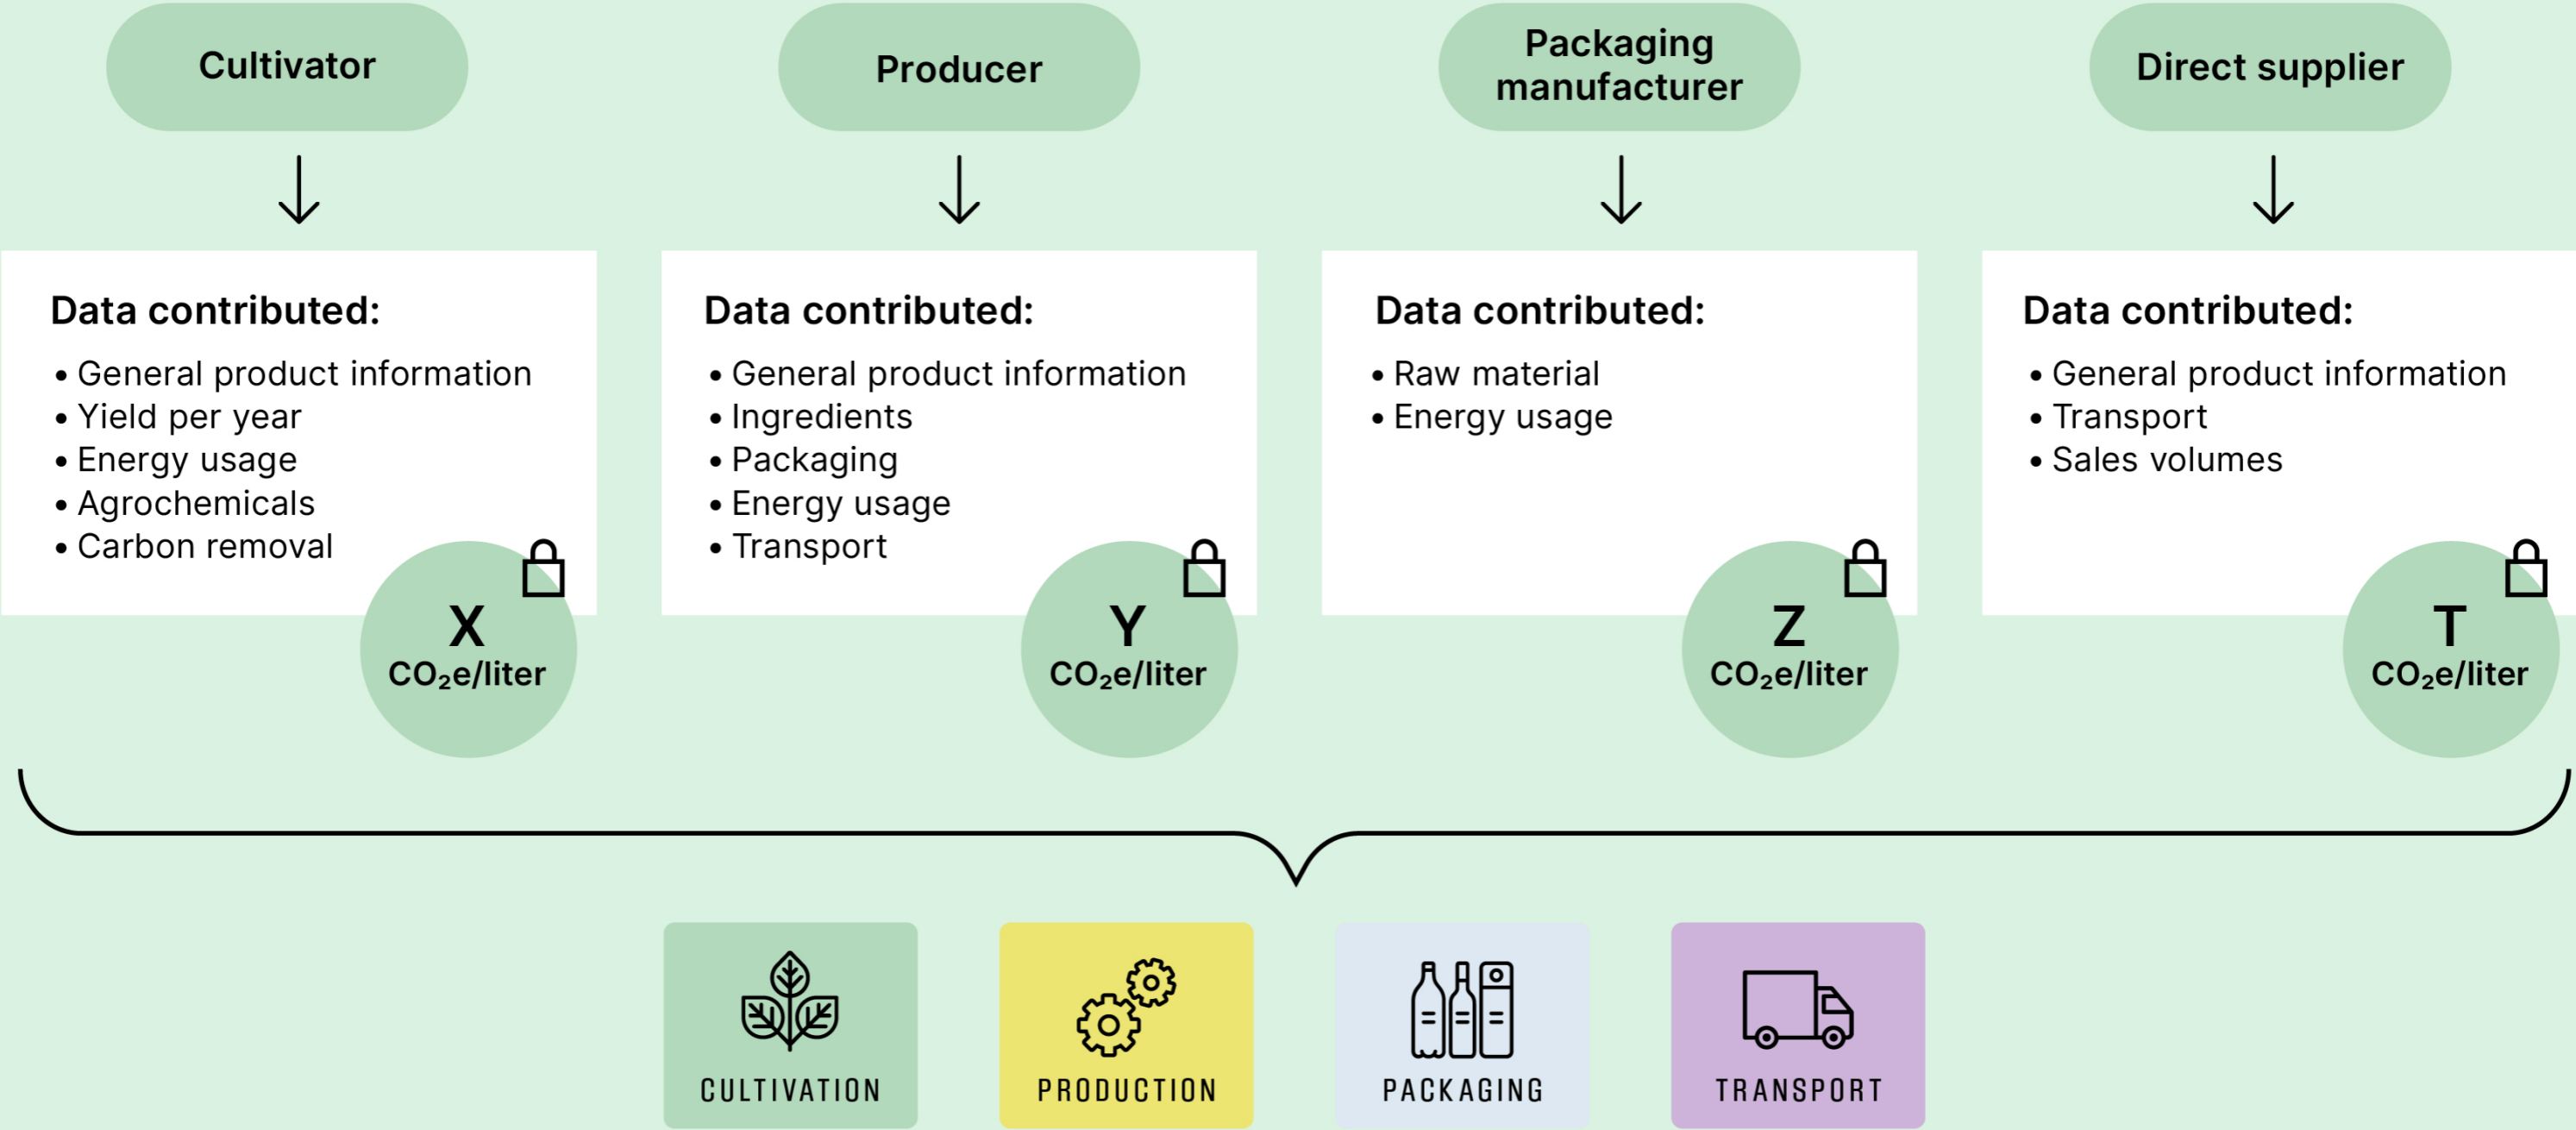 Cultivator
Producer
Packaging
manufacturer
Direct supplier
Data contributed:
• General product information
• Yield per year
• Energy usage
• Agrochemicals
• Carbon removal
X
CO₂e/liter
Data contributed:
• General product information
• Ingredients
• Packaging
• Energy usage
• Transport
Y
CO₂e/liter
Data contributed:
• Raw material
• Energy usage
Z
CO₂e/liter
Data contributed:
• General product information
• Transport
• Sales volumes
T
CO₂e/liter
CULTIVATION
PRODUCTION
PACKAGING
TRANSPORT